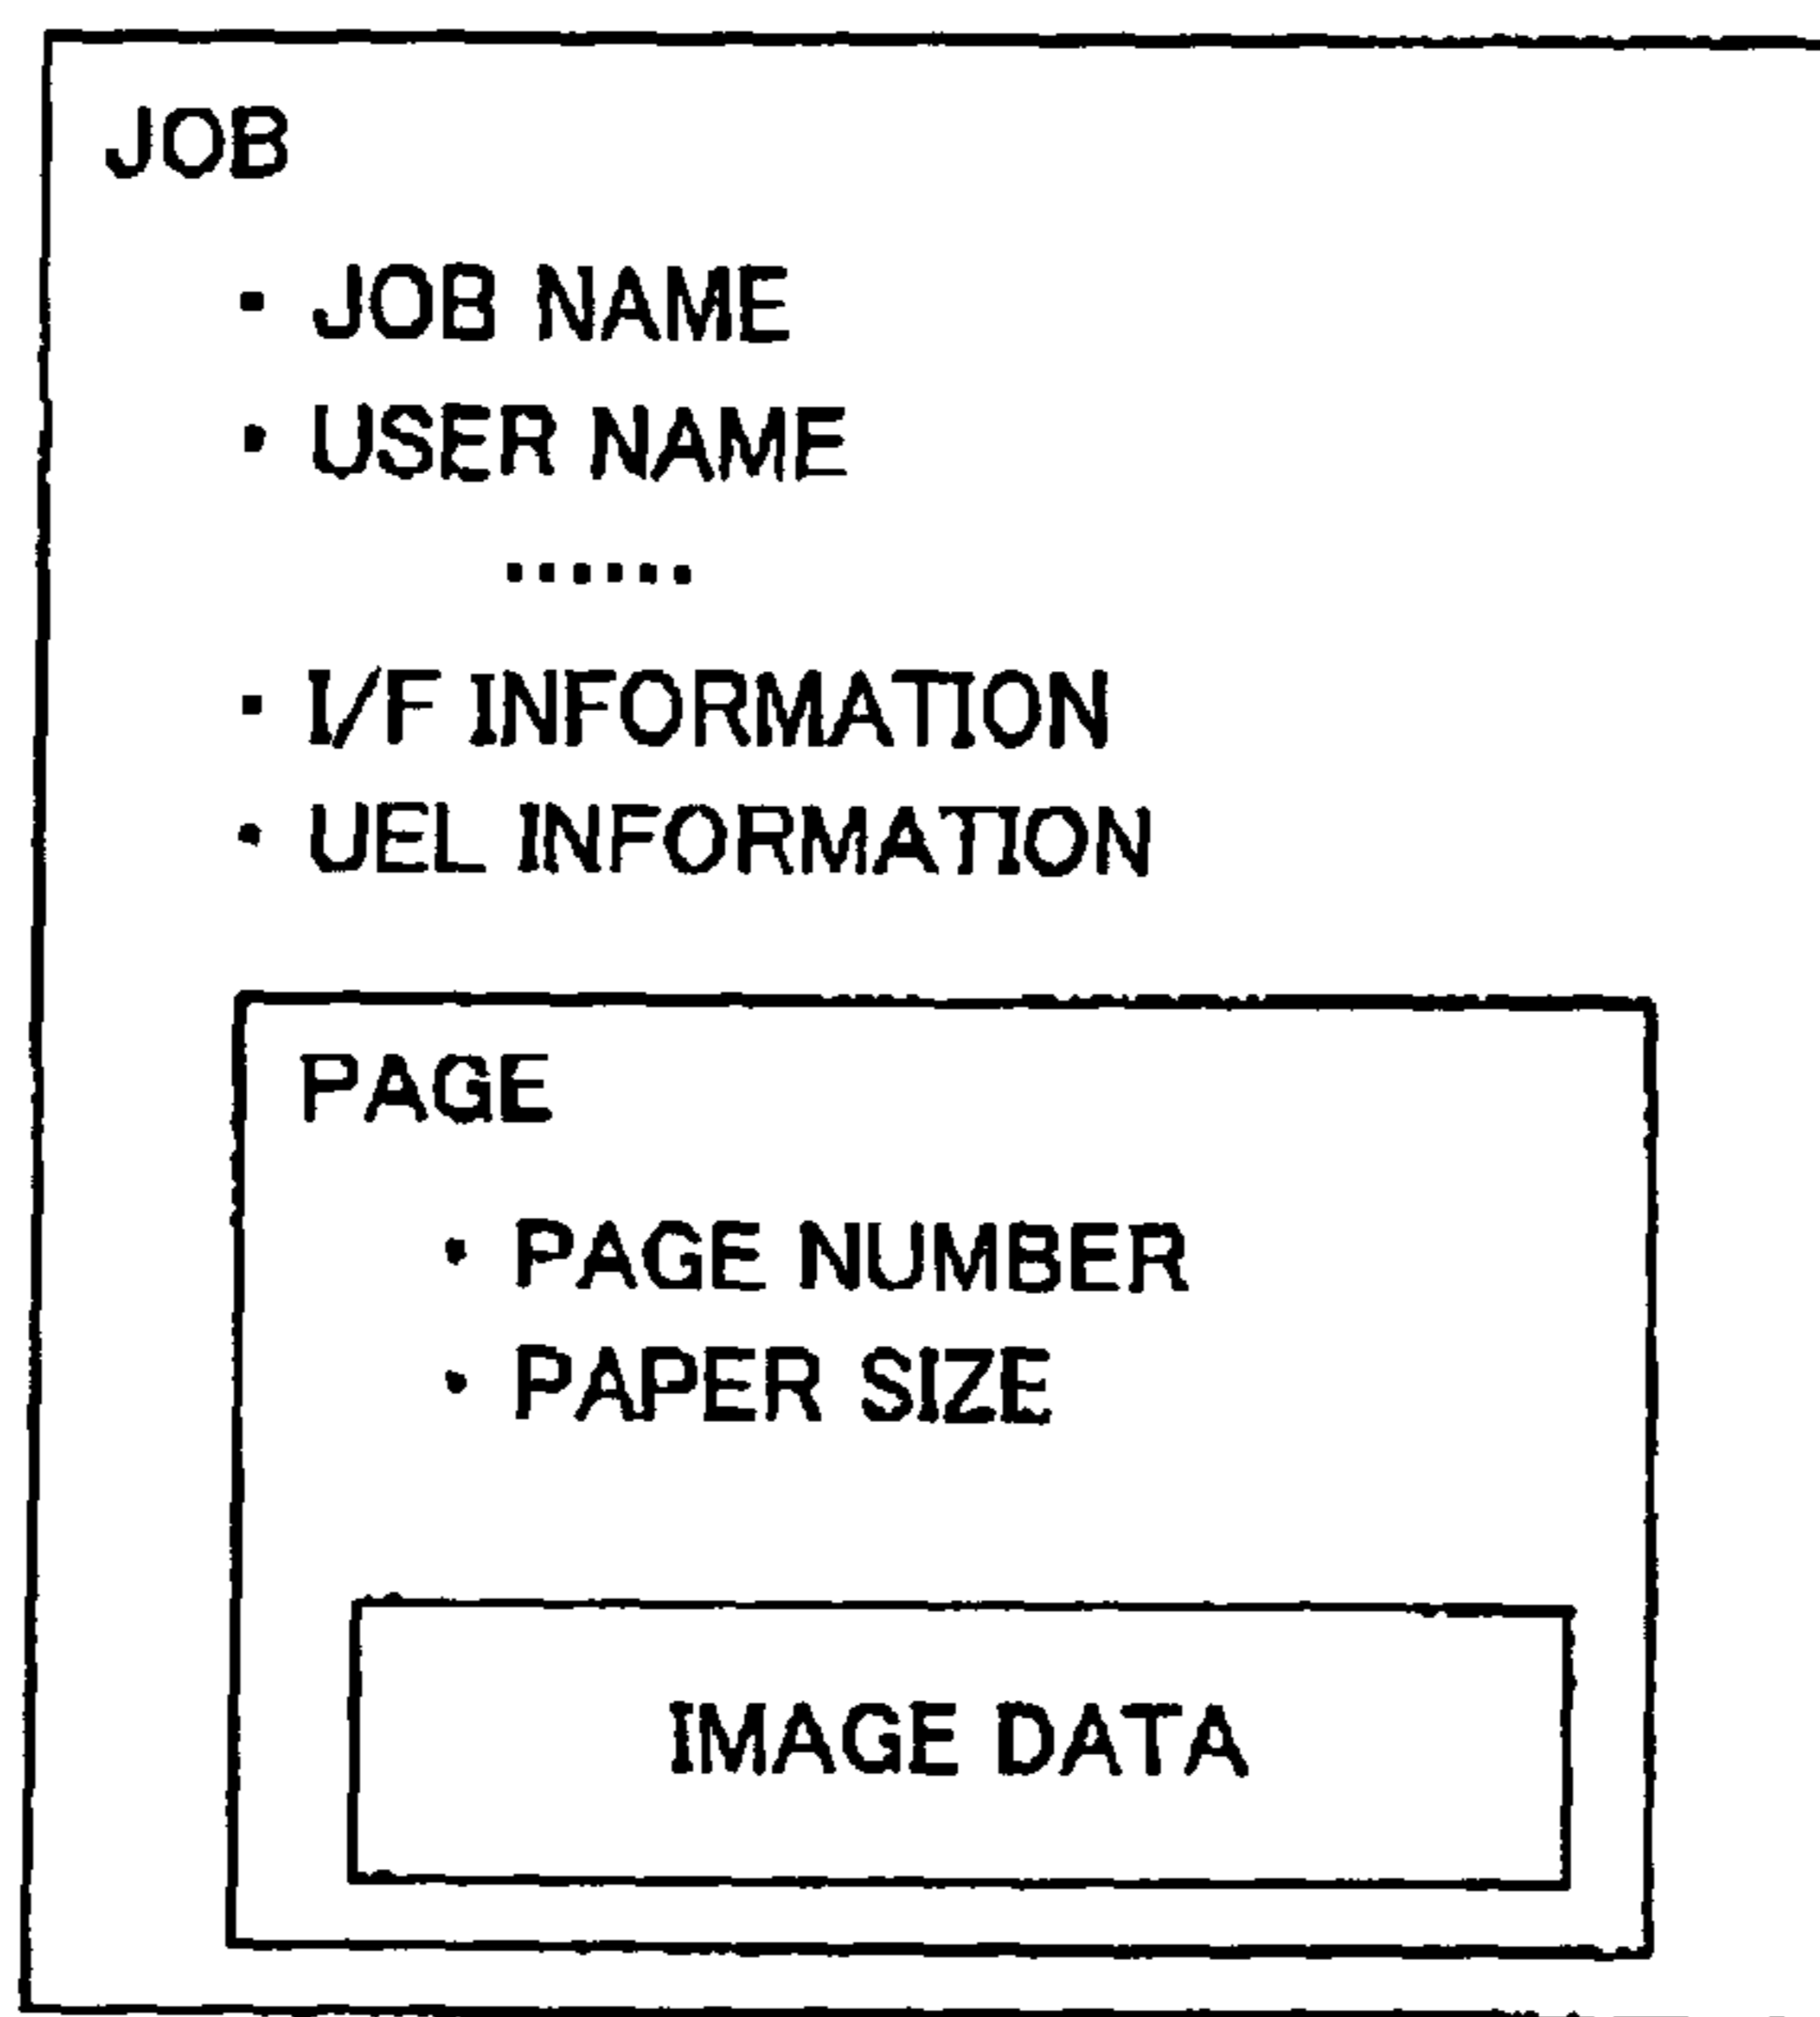 JOB
・JOB NAME
・USER NAME
......
・I/F INFORMATION
・UEL INFORMATION
PAGE
・PAGE NUMBER
・PAPER SIZE
IMAGE DATA